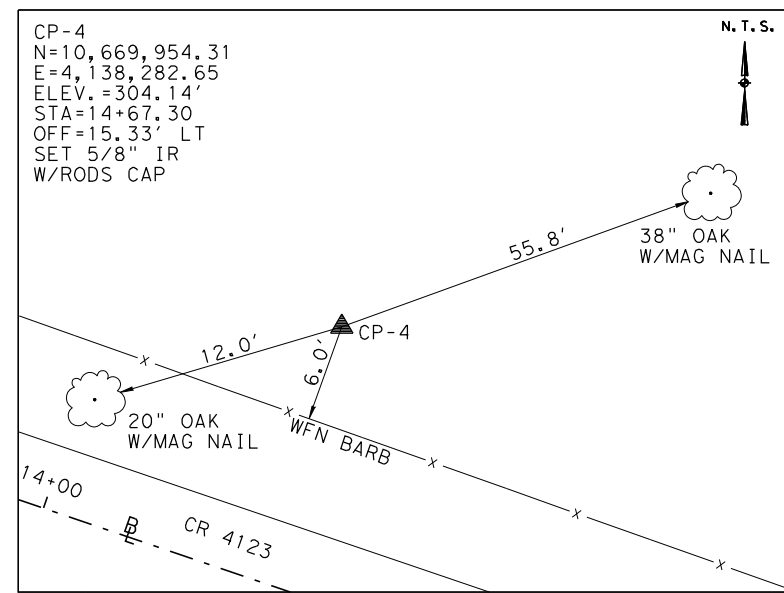 CP-4
N=10,669,954.31
E=4,138,282.65
ELEV.=304.14'
STA=14+67.30
OFF=15.33' LT
SET 5/8" IR
W/RODS CAP
N.T.S.
55.8'
38" OAK
W/MAG NAIL
CP-4
12.0'
6.0'
20" OAK
W/MAG NAIL
X
X
X
X
X
WFN BARB
14+00
BL
CR 4123